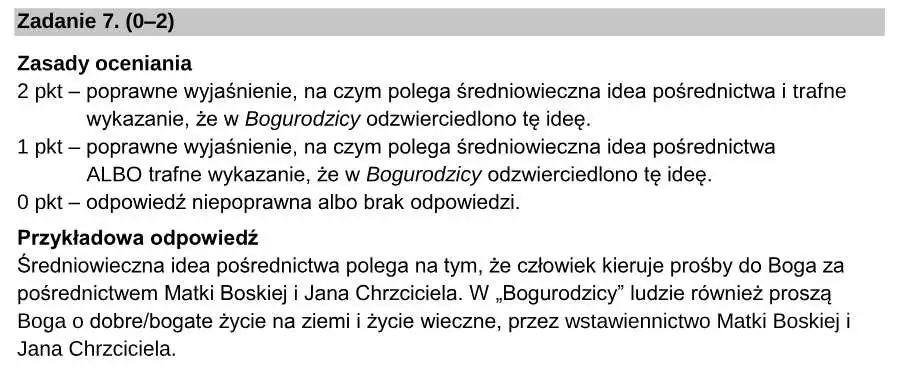 Zadanie 7. (0–2)
Zasady oceniania
2 pkt – poprawne wyjaśnienie, na czym polega średniowieczna idea pośrednictwa i trafne
wykazanie, że w Bogurodzicy odzwierciedlono tę ideę.
1 pkt – poprawne wyjaśnienie, na czym polega średniowieczna idea pośrednictwa
ALBO trafne wykazanie, że w Bogurodzicy odzwierciedlono tę ideę.
0 pkt – odpowiedź niepoprawna albo brak odpowiedzi.
Przykładowa odpowiedź
Średniowieczna idea pośrednictwa polega na tym, że człowiek kieruje prośby do Boga za
pośrednictwem Matki Boskiej i Jana Chrzciciela. W „Bogurodzicy” ludzie również proszą
Boga o dobre/bogate życie na ziemi i życie wieczne, przez wstawiennictwo Matki Boskiej i
Jana Chrzciciela.